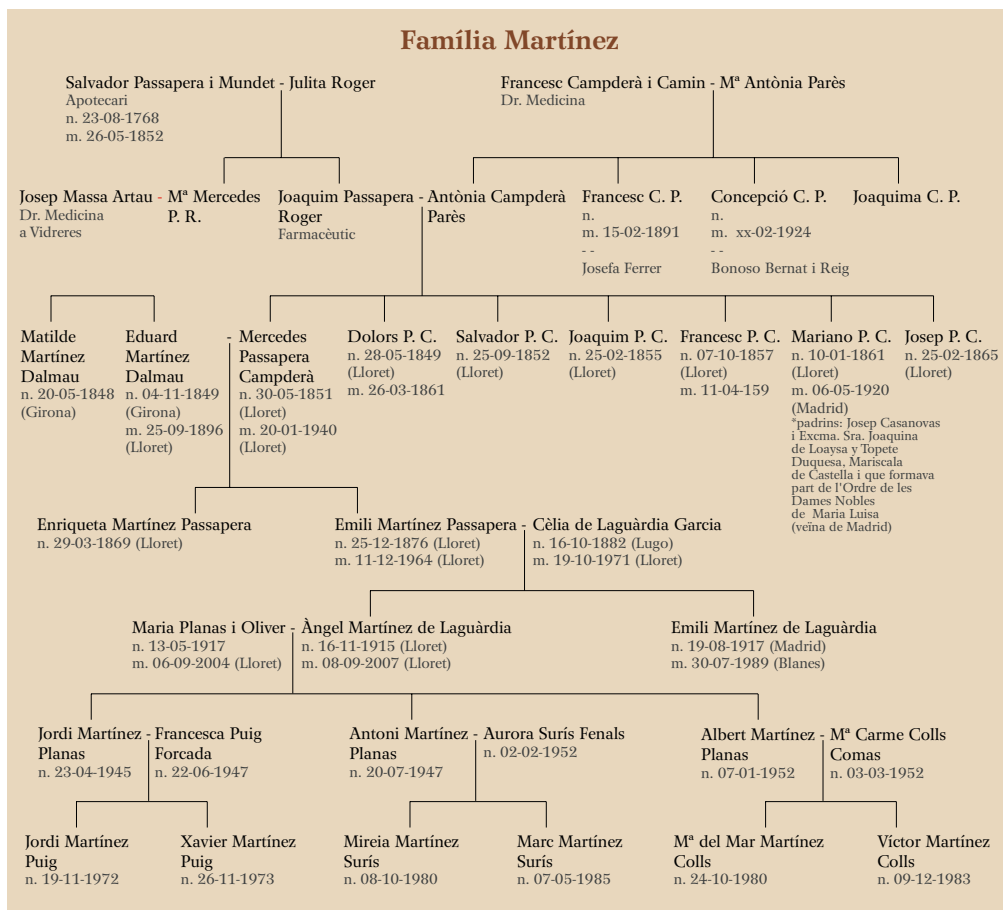 Família Martínez
Salvador Passapera i Mundet - Julita Roger
Apotecari
n. 23-08-1768
m. 26-05-1852
Francesc Campderà i Camin - Mª Antònia Parès
Dr. Medicina
Josep Massa Artau - Mª Mercedes
P. R.
Dr. Medicina
a Vidreres
Joaquim Passapera - Antònia Campderà
Roger
Parès
Farmacèutic
Francesc C. P.
n.
m. 15-02-1891
- -
Josefa Ferrer
Concepció C. P.
n.
m. xx-02-1924
- -
Bonoso Bernat i Reig
Joaquima C. P.
Matilde
Martínez
Dalmau
n. 20-05-1848
(Girona)
Eduard
Martínez
Dalmau
n. 04-11-1849
(Girona)
m. 25-09-1896
(Lloret)
- Mercedes
Passapera
Campderà
n. 30-05-1851
(Lloret)
m. 20-01-1940
(Lloret)
Dolors P. C.
n. 28-05-1849
(Lloret)
m. 26-03-1861
Salvador P. C.
n. 25-09-1852
(Lloret)
Joaquim P. C.
n. 25-02-1855
(Lloret)
Francesc P. C.
n. 07-10-1857
(Lloret)
m. 11-04-159
Mariano P. C.
n. 10-01-1861
(Lloret)
m. 06-05-1920
(Madrid)
*padrins: Josep Casanovas
i Excma. Sra. Joaquina
de Loaysa y Topete
Duquesa, Mariscala
de Castella i que formava
part de l'Ordre de les
Dames Nobles
de Maria Luisa
(veïna de Madrid)
Josep P. C.
n. 25-02-1865
(Lloret)
Enriqueta Martínez Passapera
n. 29-03-1869 (Lloret)
Emili Martínez Passapera - Cèlia de Laguàrdia Garcia
n. 25-12-1876 (Lloret)
m. 11-12-1964 (Lloret)
n. 16-10-1882 (Lugo)
m. 19-10-1971 (Lloret)
Maria Planas i Oliver - Àngel Martínez de Laguàrdia
n. 13-05-1917
m. 06-09-2004 (Lloret)
n. 16-11-1915 (Lloret)
m. 08-09-2007 (Lloret)
Emili Martínez de Laguàrdia
n. 19-08-1917 (Madrid)
m. 30-07-1989 (Blanes)
Jordi Martínez - Francesca Puig
Planas
Forcada
n. 23-04-1945
n. 22-06-1947
Antoni Martínez - Aurora Surís Fenals
Planas
n. 02-02-1952
n. 20-07-1947
Albert Martínez - Mª Carme Colls
Planas
Comas
n. 07-01-1952
n. 03-03-1952
Jordi Martínez
Puig
n. 19-11-1972
Xavier Martínez
Puig
n. 26-11-1973
Mireia Martínez
Surís
n. 08-10-1980
Marc Martínez
Surís
n. 07-05-1985
Mª del Mar Martínez
Colls
n. 24-10-1980
Víctor Martínez
Colls
n. 09-12-1983